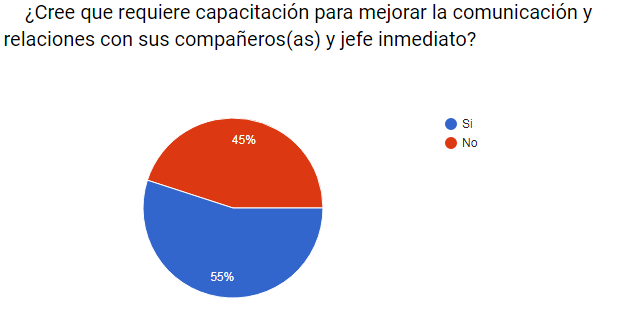 ¿Cree que requiere capacitación para mejorar la comunicación y
relaciones con sus compañeros(as) y jefe inmediato?
45%
Si
No
55%